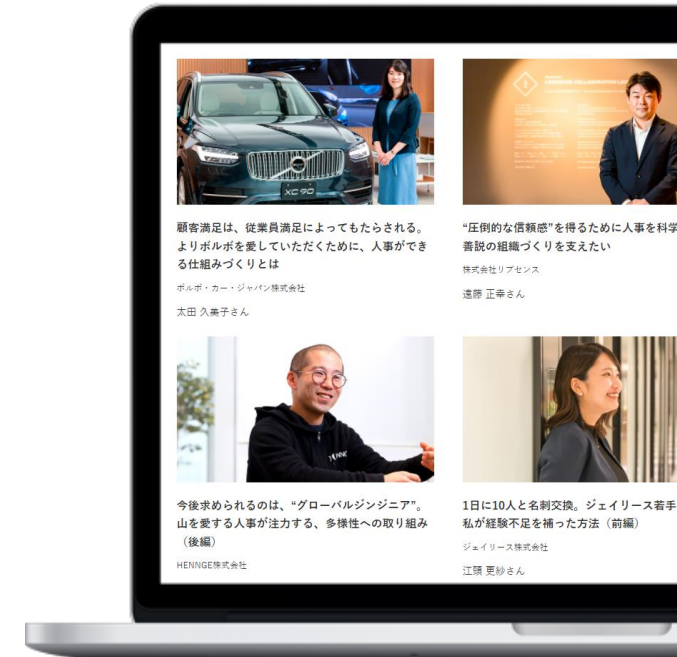 XC 90
顧客満足は、従業員満足によってもたらされる。
よりボルボを愛していただくために、人事ができ
る仕組みづくりとは
ボルボ・カー・ジャパン株式会社
太田 久美子さん
“圧倒的な信頼感”を得るために人事を科学
善説の組織づくりを支えたい
株式会社リブセンス
遠藤 正幸さん
今後求められるのは、“グローバルジンジニア”。
山を愛する人事が注力する、多様性への取り組み
（後編）
HENNGE株式会社
1日に10人と名刺交換。ジェイリース若手
私が経験不足を補った方法（前編）
ジェイリース株式会社
江頭 更紗さん